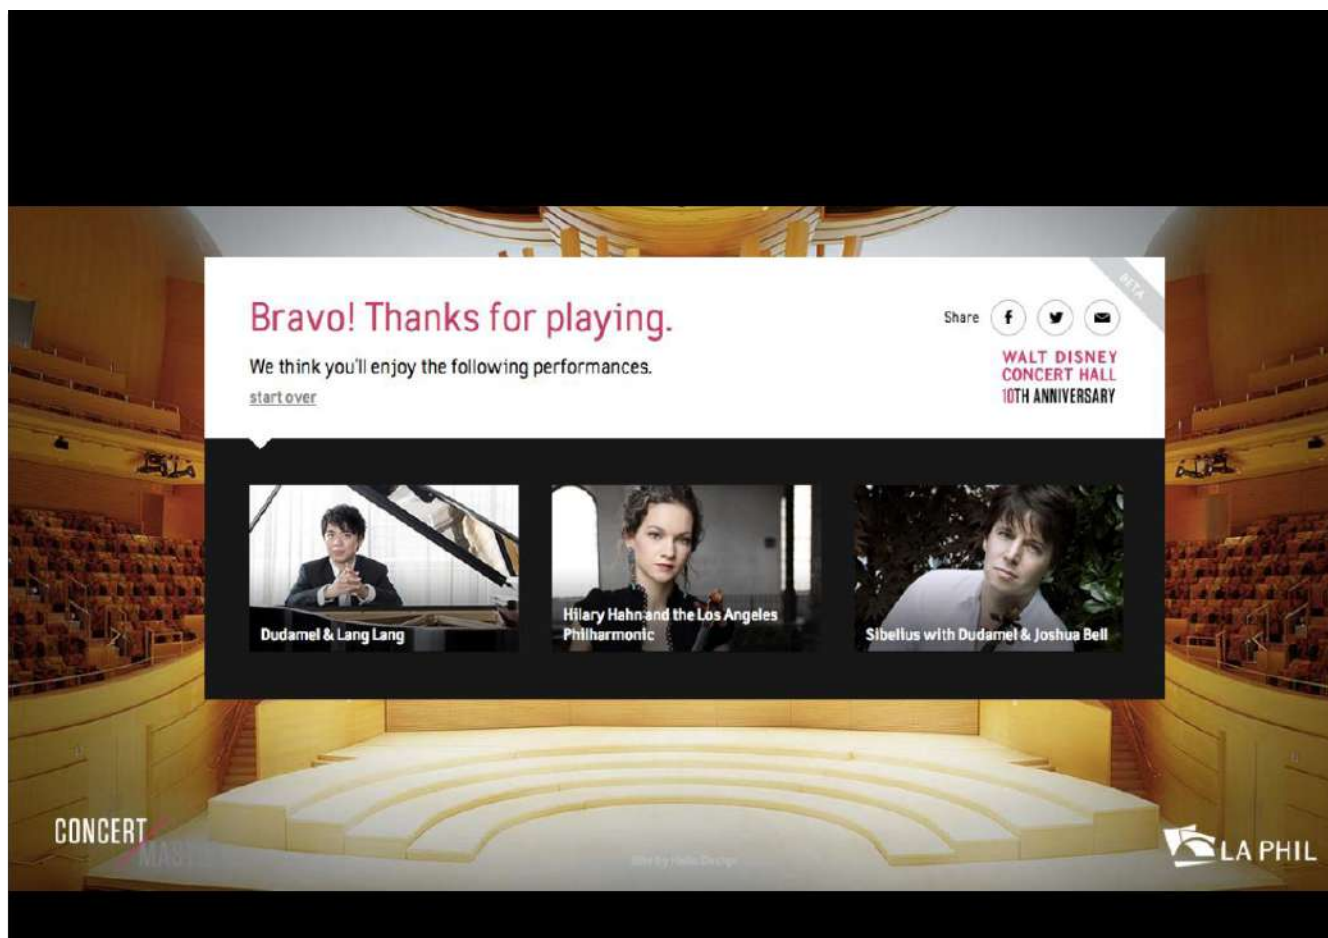 BETA
Bravo! Thanks for playing.
Share
We think you'll enjoy the following performances.
start over
WALT DISNEY
CONCERT HALL
10TH ANNIVERSARY
Dudamel & Lang Lang
Hilary Hahn and the Los Angeles
Philharmonic
Sibelius with Dudamel & Joshua Bell
CONCERT
LA PHIL